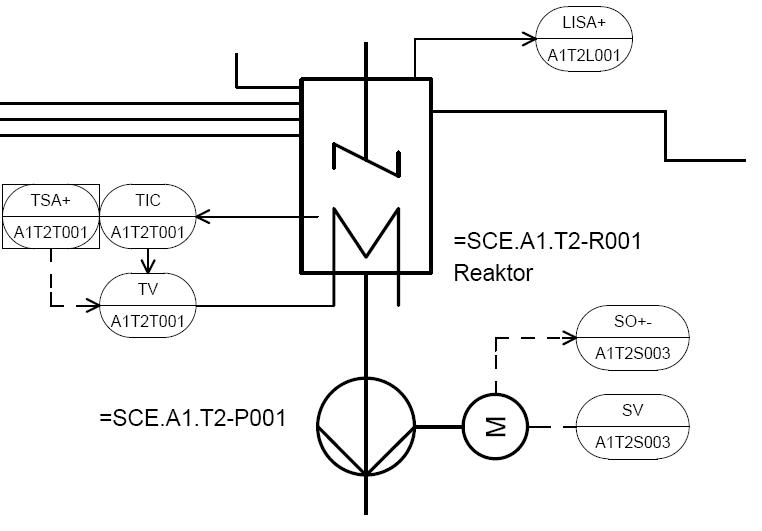 LISA+
A1T2L001
TSA+
A1T2T001
TIC
A1T2T001
=SCE.A1.T2-R001
Reaktor
TV
A1T2T001
SO+-
A1T2S003
=SCE.A1.T2-P001
M
SV
A1T2S003